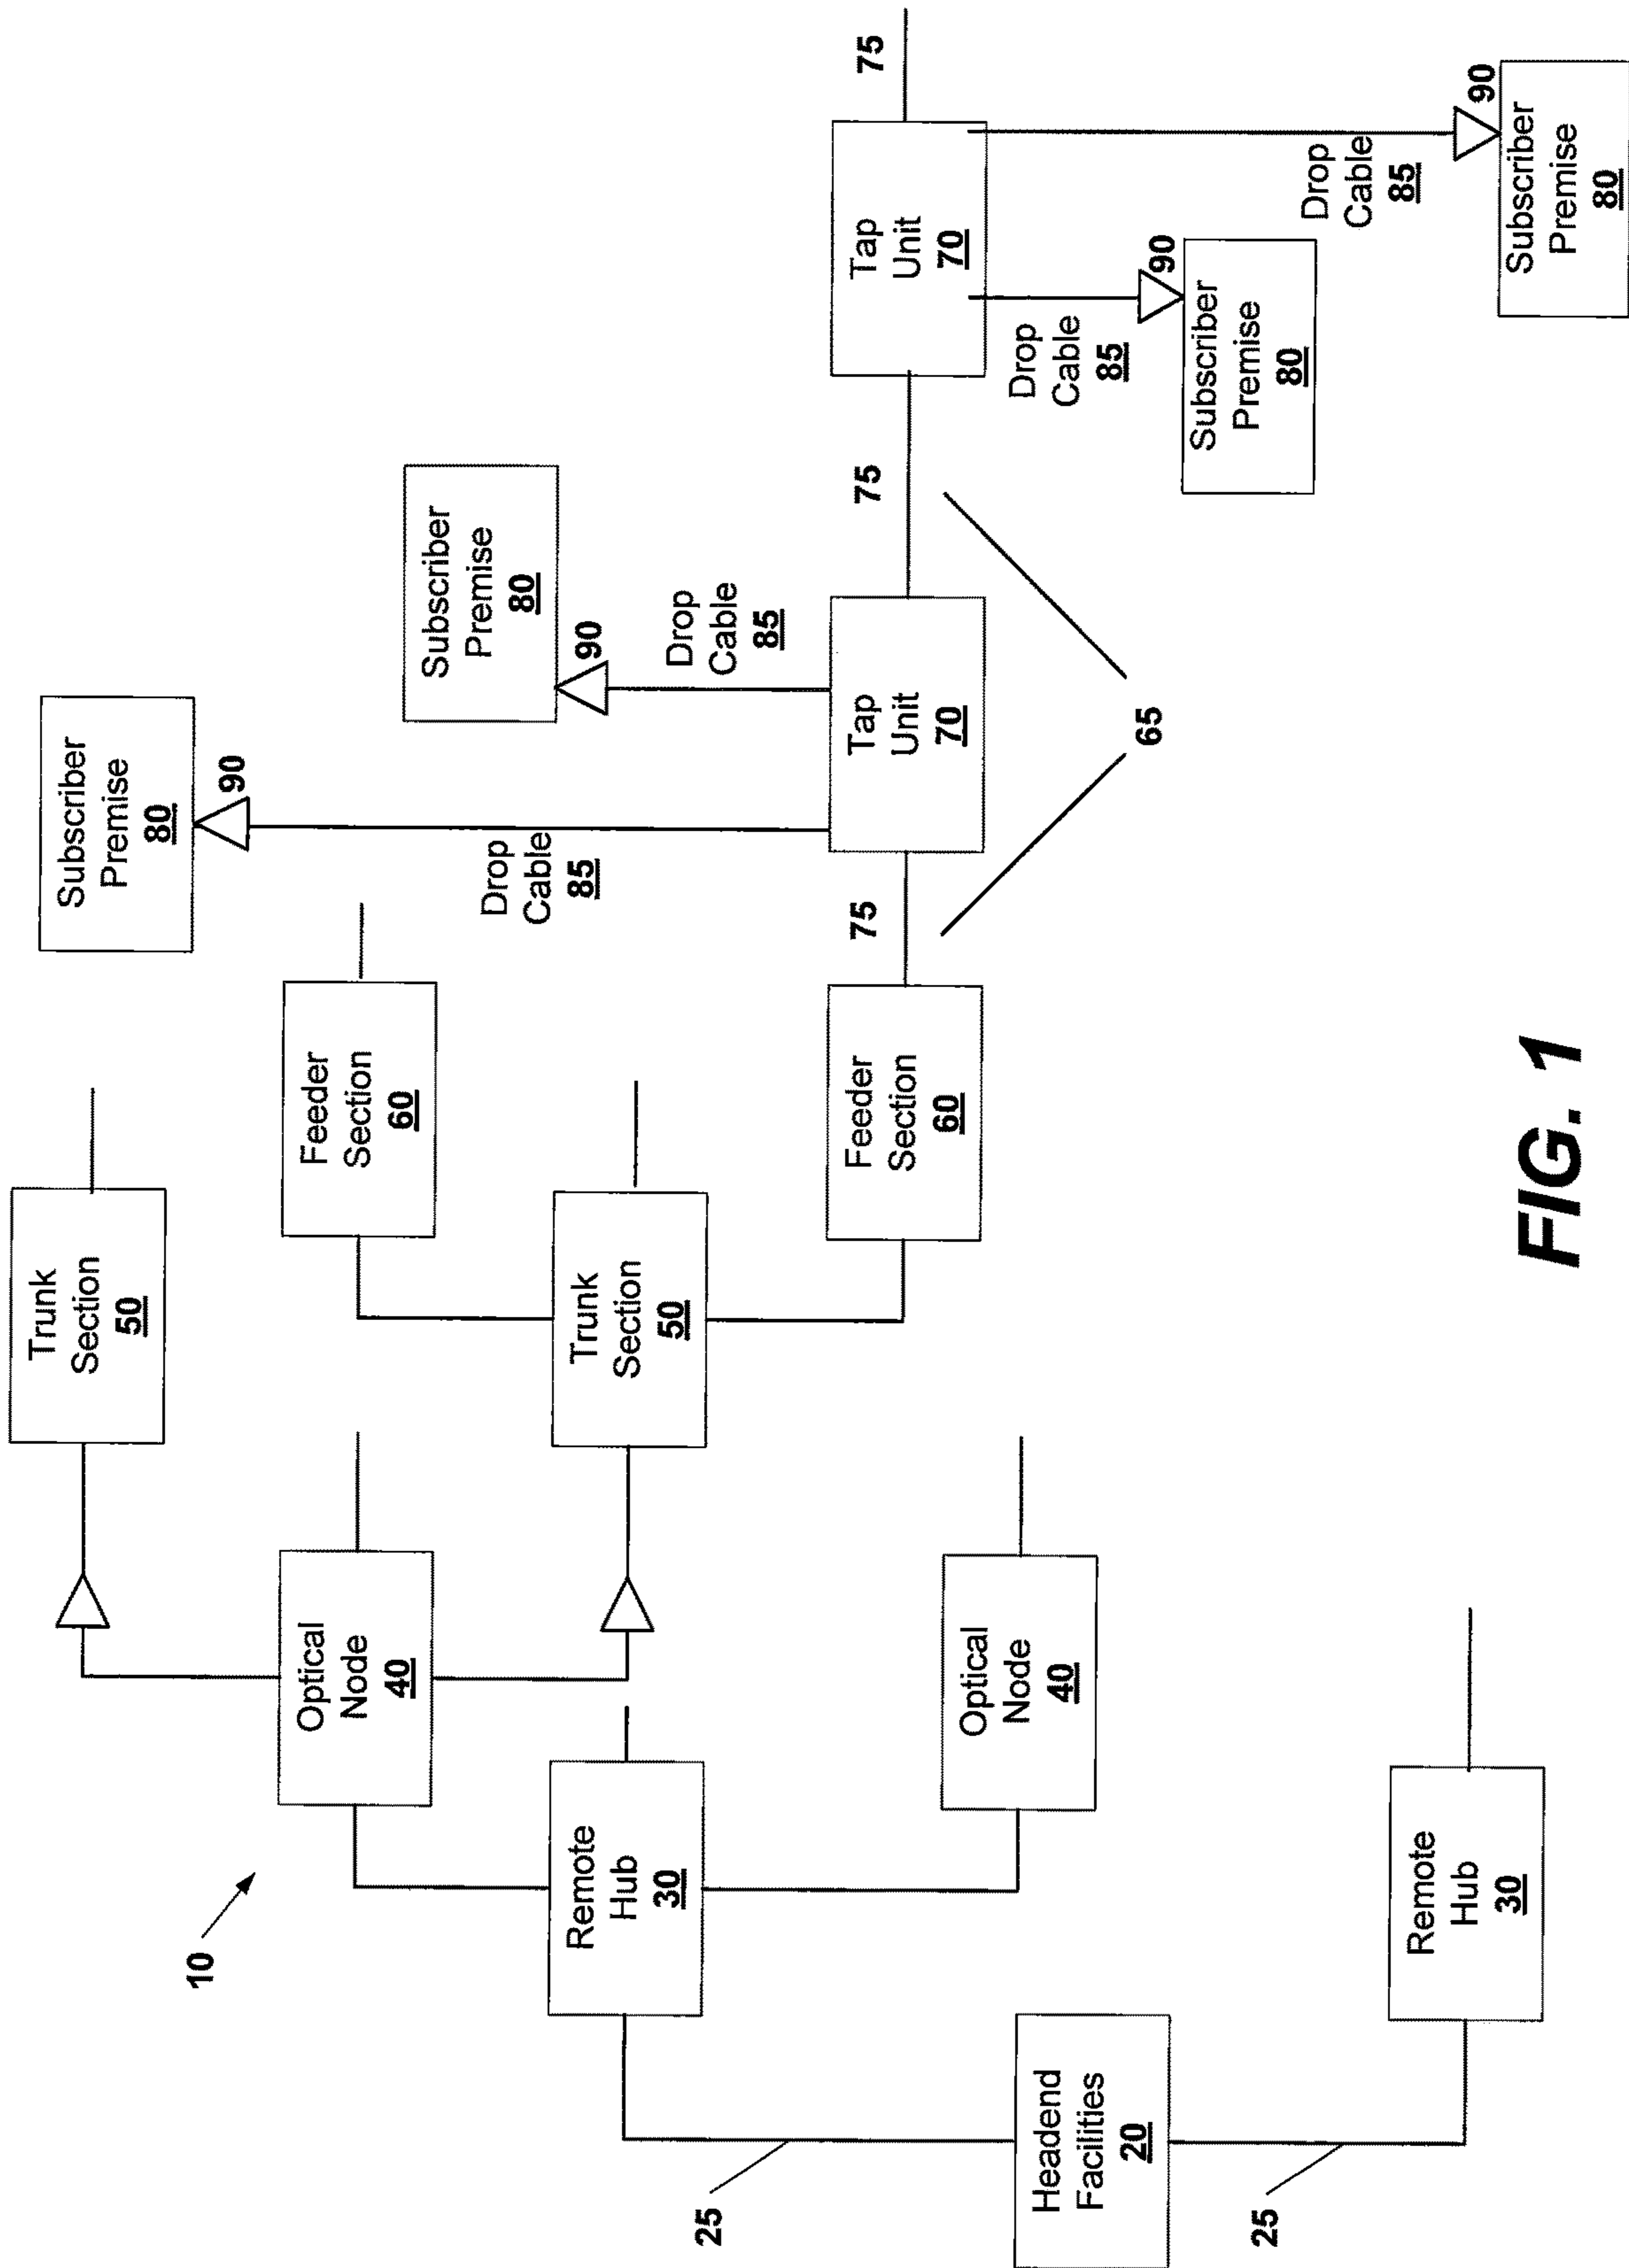 10
Trunk
Section
50
Subscriber
Premise
80
90
Optical
Node
40
Feeder
Section
60
Drop
Cable
85
Subscriber
Premise
80
90
Drop
Cable
85
Remote
Hub
30
Trunk
Section
50
25
Headend
Facilities
20
25
Optical
Node
40
Feeder
Section
60
75
Tap
Unit
70
75
Tap
Unit
70
75
65
Drop
Cable
85
90
Subscriber
Premise
80
Drop
Cable
85
90
Subscriber
Premise
80
Remote
Hub
30
FIG. 1